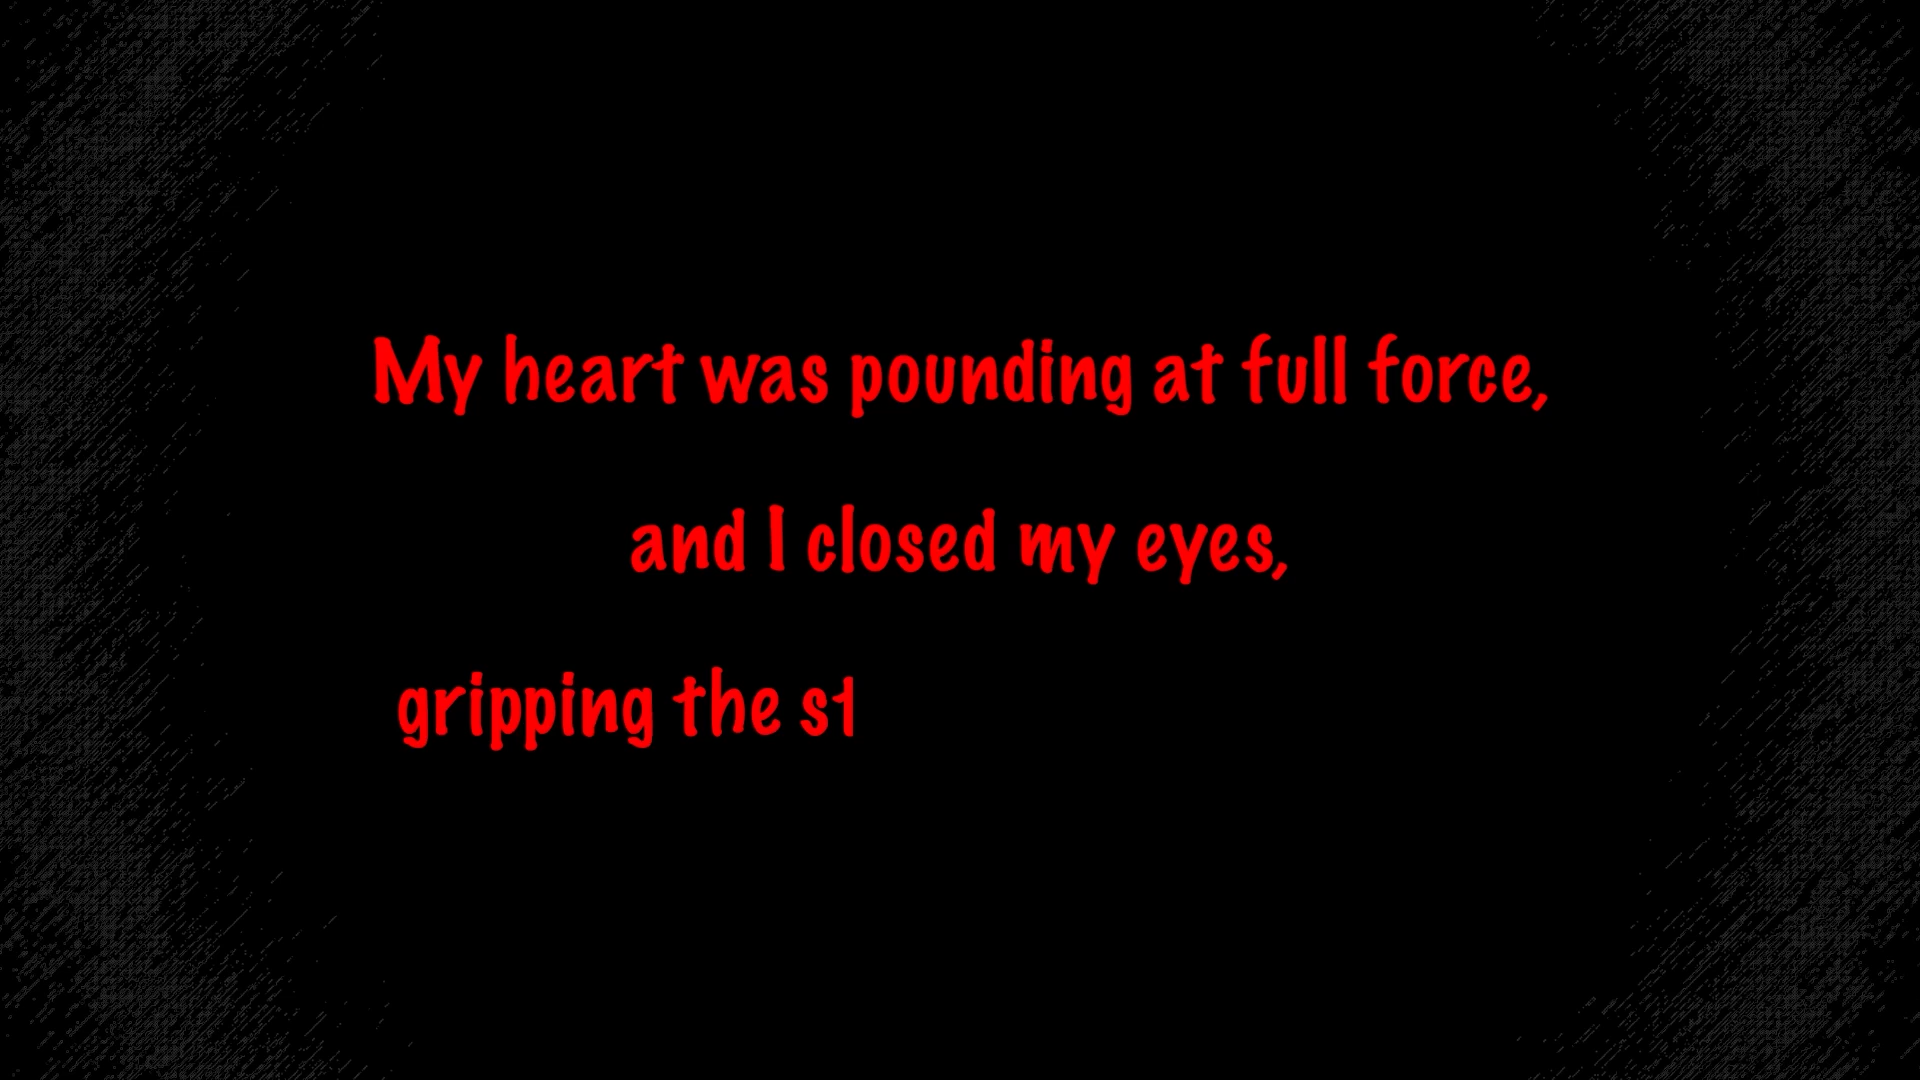 My heart was pounding at full force,
and I closed my eyes,
gripping the st